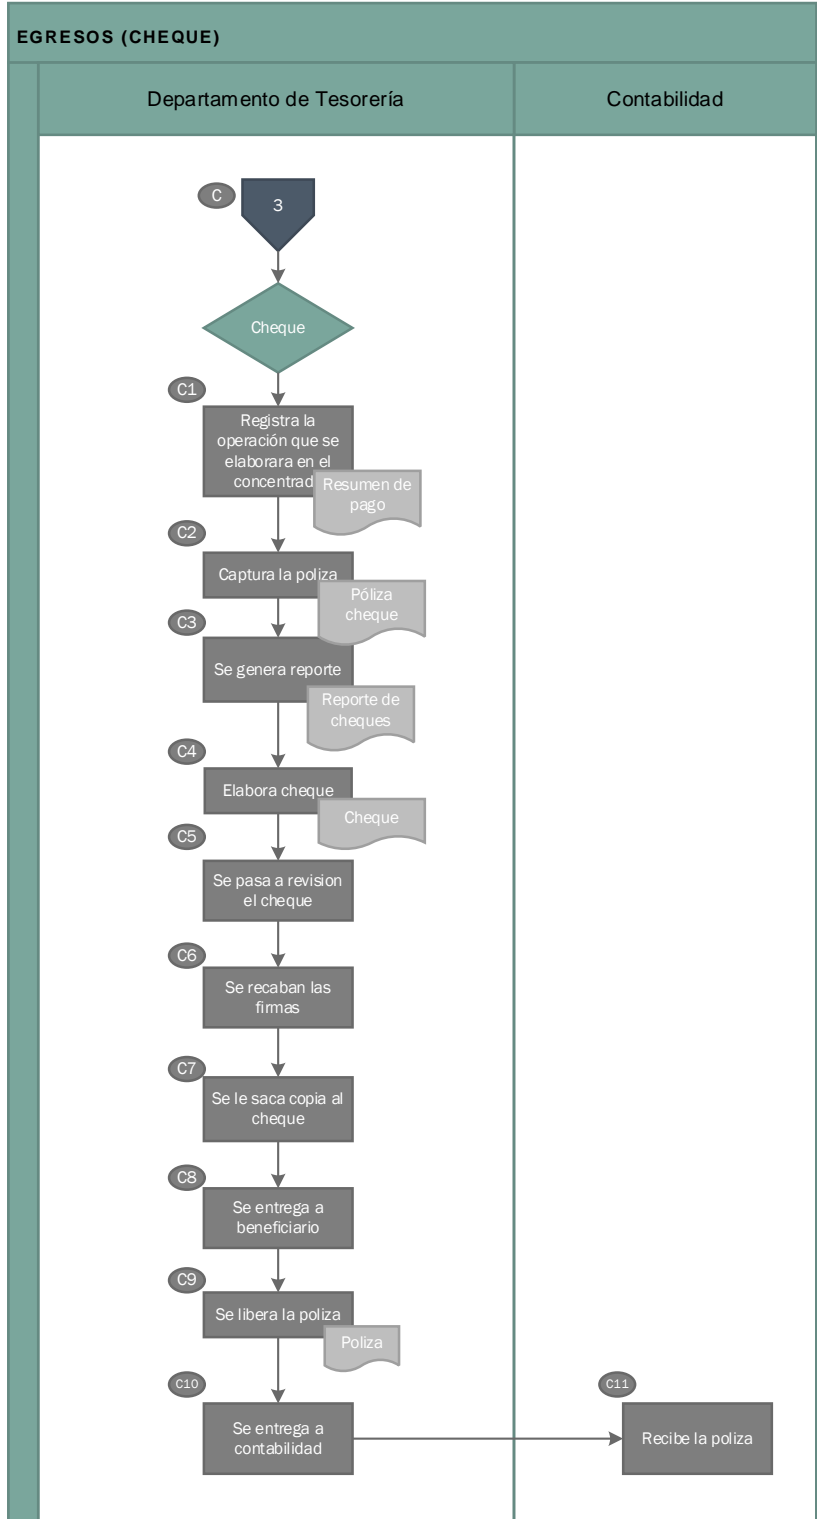 EGRESOS (CHEQUE)
Departamento de Tesorería
Contabilidad
C
3
Cheque
C1
Registra la
operación que se
elaborara en el
concentrad
Resumen de
pago
C2
Captura la poliza
Póliza
cheque
C3
Se genera reporte
Reporte de
cheques
C4
Elabora cheque
Cheque
C5
Se pasa a revision
el cheque
C6
Se recaban las
firmas
C7
Se le saca copia al
cheque
C8
Se entrega a
beneficiario
C9
Se libera la poliza
Poliza
C10
Se entrega a
contabilidad
C11
Recibe la poliza